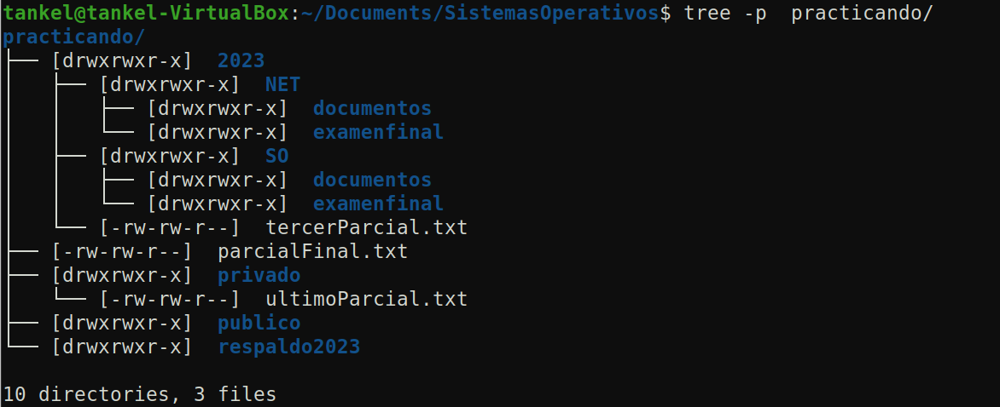 tankel@tankel-VirtualBox:~/Documents/SistemasOperativos$ tree -p  practicando/
practicando/
├── [drwxrwxr-x]  2023
│   ├── [drwxrwxr-x]  NET
│   │   ├── [drwxrwxr-x]  documentos
│   │   └── [drwxrwxr-x]  examenfinal
│   ├── [drwxrwxr-x]  SO
│   │   ├── [drwxrwxr-x]  documentos
│   │   └── [drwxrwxr-x]  examenfinal
│   └── [-rw-rw-r--]  tercerParcial.txt
├── [-rw-rw-r--]  parcialFinal.txt
├── [drwxrwxr-x]  privado
│   └── [-rw-rw-r--]  ultimoParcial.txt
├── [drwxrwxr-x]  publico
└── [drwxrwxr-x]  respaldo2023
10 directories, 3 files